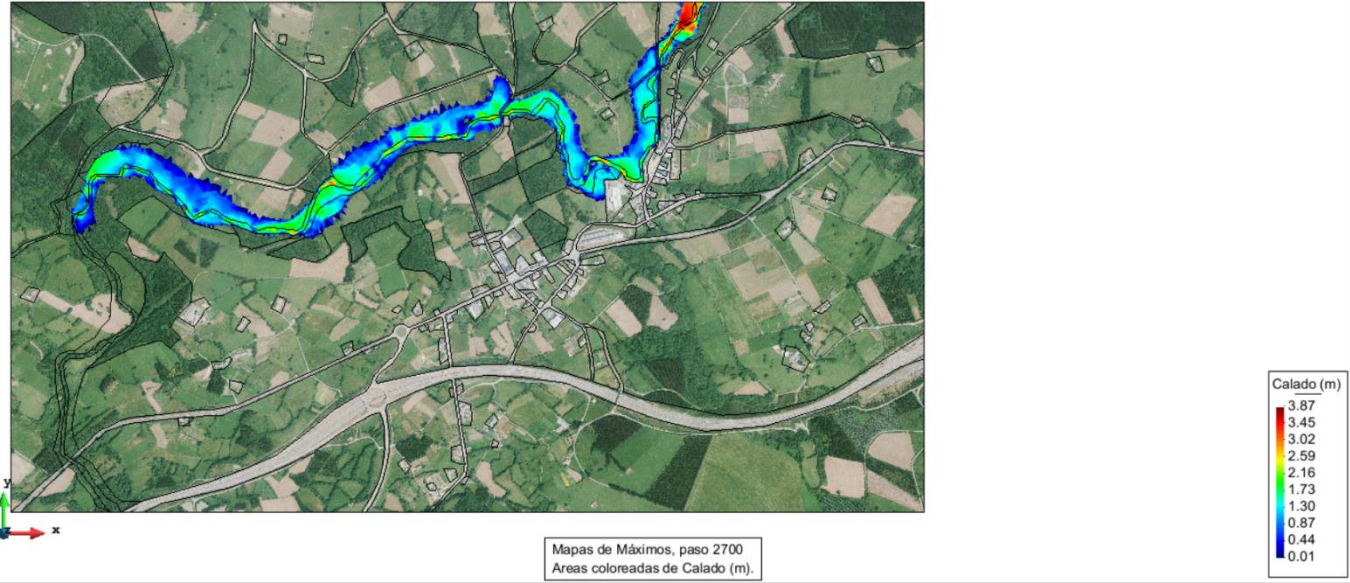 Calado (m)
3.87
3.45
3.02
2.59
2.16
1.73
1.30
0.87
0.44
0.01
y
x
Mapas de Máximos, paso 2700
Areas coloreadas de Calado (m).